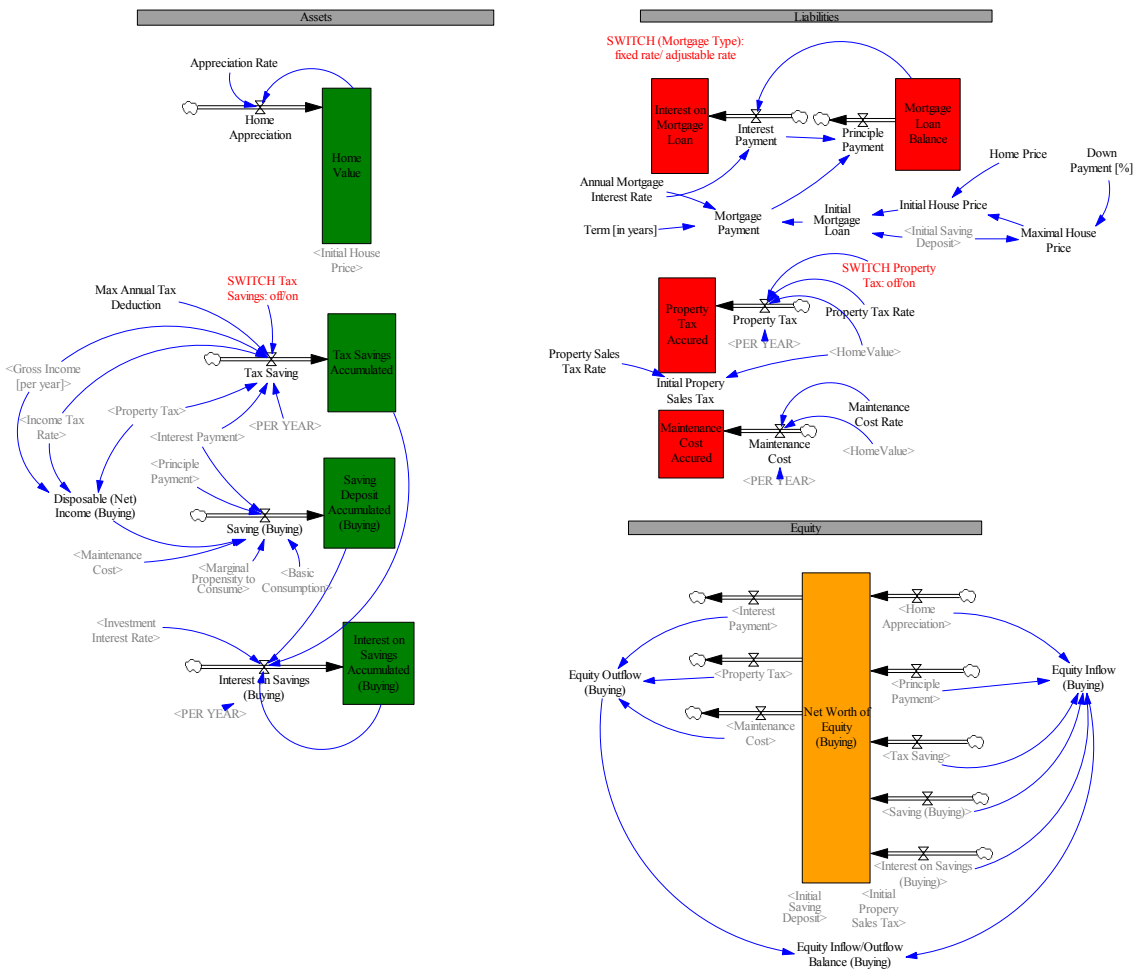 Assets
Appreciation Rate
Home
Appreciation
Home
Value
<Initial House
Price>
Max Annual Tax
Deduction
SWITCH Tax
Savings: off/on
Tax Savings
Accumulated
Tax Saving
<Gross Income
[per year]>
<Income Tax
Rate>
<Property Tax>
<Interest Payment>
<PER YEAR>
<Principle
Payment>
Disposable (Net)
Income (Buying)
Saving
Deposit
Accumulated
(Buying)
Saving (Buying)
<Maintenance
Cost>
<Marginal
Propensity to
Consume>
<Basic
Consumption>
<Investment
Interest Rate>
Interest on
Savings
Accumulated
(Buying)
Interest on Savings
(Buying)
<PER YEAR>
Liabilities
SWITCH (Mortgage Type):
fixed rate/ adjustable rate
Interest on
Mortgage
Loan
Interest
Payment
Principle
Payment
Mortgage
Loan
Balance
Home Price
Down
Payment [%]
Annual Mortgage
Interest Rate
Term [in years]
Mortgage
Payment
Initial
Mortgage
Loan
Initial House Price
<Initial Saving
Deposit>
Maximal House
Price
SWITCH Property
Tax: off/on
Property
Tax
Accured
Property Tax
Property Tax Rate
<PER YEAR>
<HomeValue>
Property Sales
Tax Rate
Initial Propery
Sales Tax
Maintenance
Cost
Accured
Maintenance
Cost
Maintenance
Cost Rate
<HomeValue>
<PER YEAR>
Equity
<Interest
Payment>
<Home
Appreciation>
Equity Outflow
(Buying)
<Property Tax>
<Principle
Payment>
Equity Inflow
(Buying)
<Maintenance
Cost>
Net Worth of
Equity
(Buying)
<Tax Saving>
<Saving (Buying)>
<Interest on Savings
(Buying)>
<Initial
Saving
Deposit>
<Initial
Propery
Sales Tax>
Equity Inflow/Outflow
Balance (Buying)